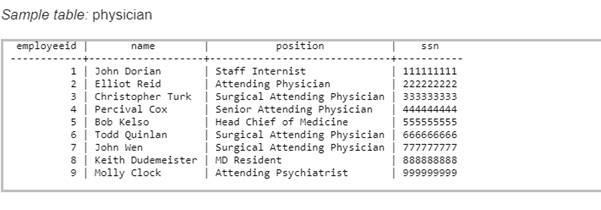 Sample table: physician
employeeid | name | position | ssn
------------+-------------------+------------------------------+-----------
1 | John Dorian | Staff Internist | 111111111
2 | Elliot Reid | Attending Physician | 222222222
3 | Christopher Turk | Surgical Attending Physician | 333333333
4 | Percival Cox | Senior Attending Physician | 444444444
5 | Bob Kelso | Head Chief of Medicine | 555555555
6 | Todd Quinlan | Surgical Attending Physician | 666666666
7 | John Wen | Surgical Attending Physician | 777777777
8 | Keith Dudemeister | MD Resident | 888888888
9 | Molly Clock | Attending Psychiatrist | 999999999